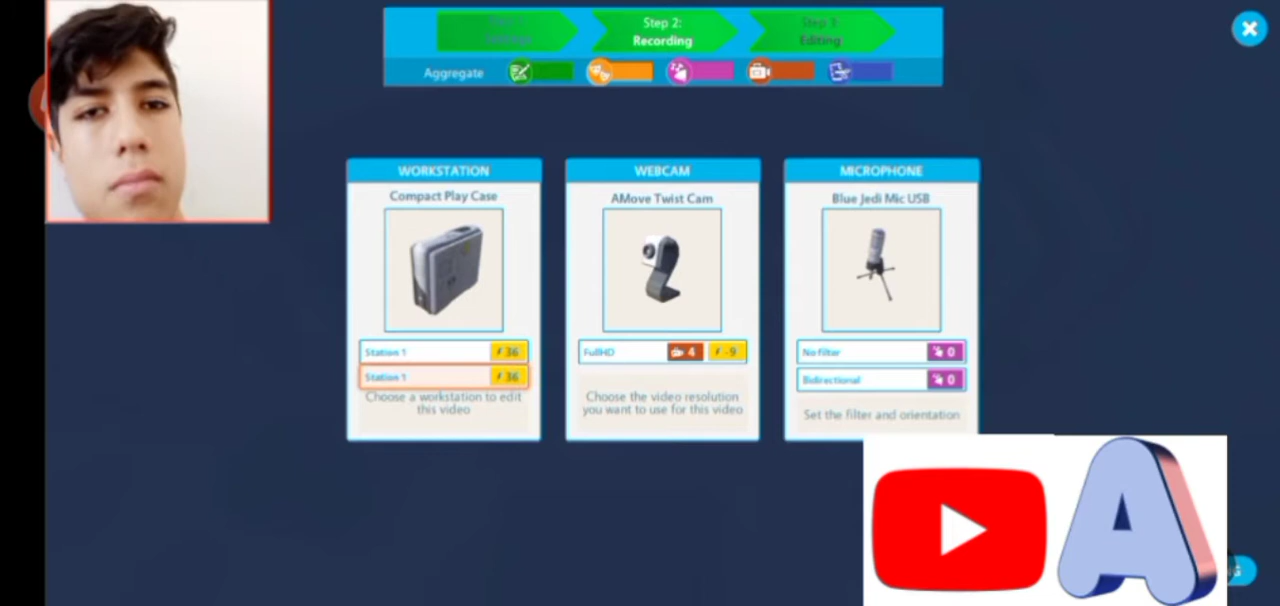 Step 2:
Recording
Step 3:
Editing
Aggregate
WORKSTATION
Compact Play Case
Station 1
36
Station 1
36
Choose a workstation to edit
this video
WEBCAM
AMove Twist Cam
FullHD
4
-9
Choose the video resolution
you want to use for this video
MICROPHONE
Blue Jedi Mic USB
No filter
0
Bidirectional
0
Set the filter and orientation
A